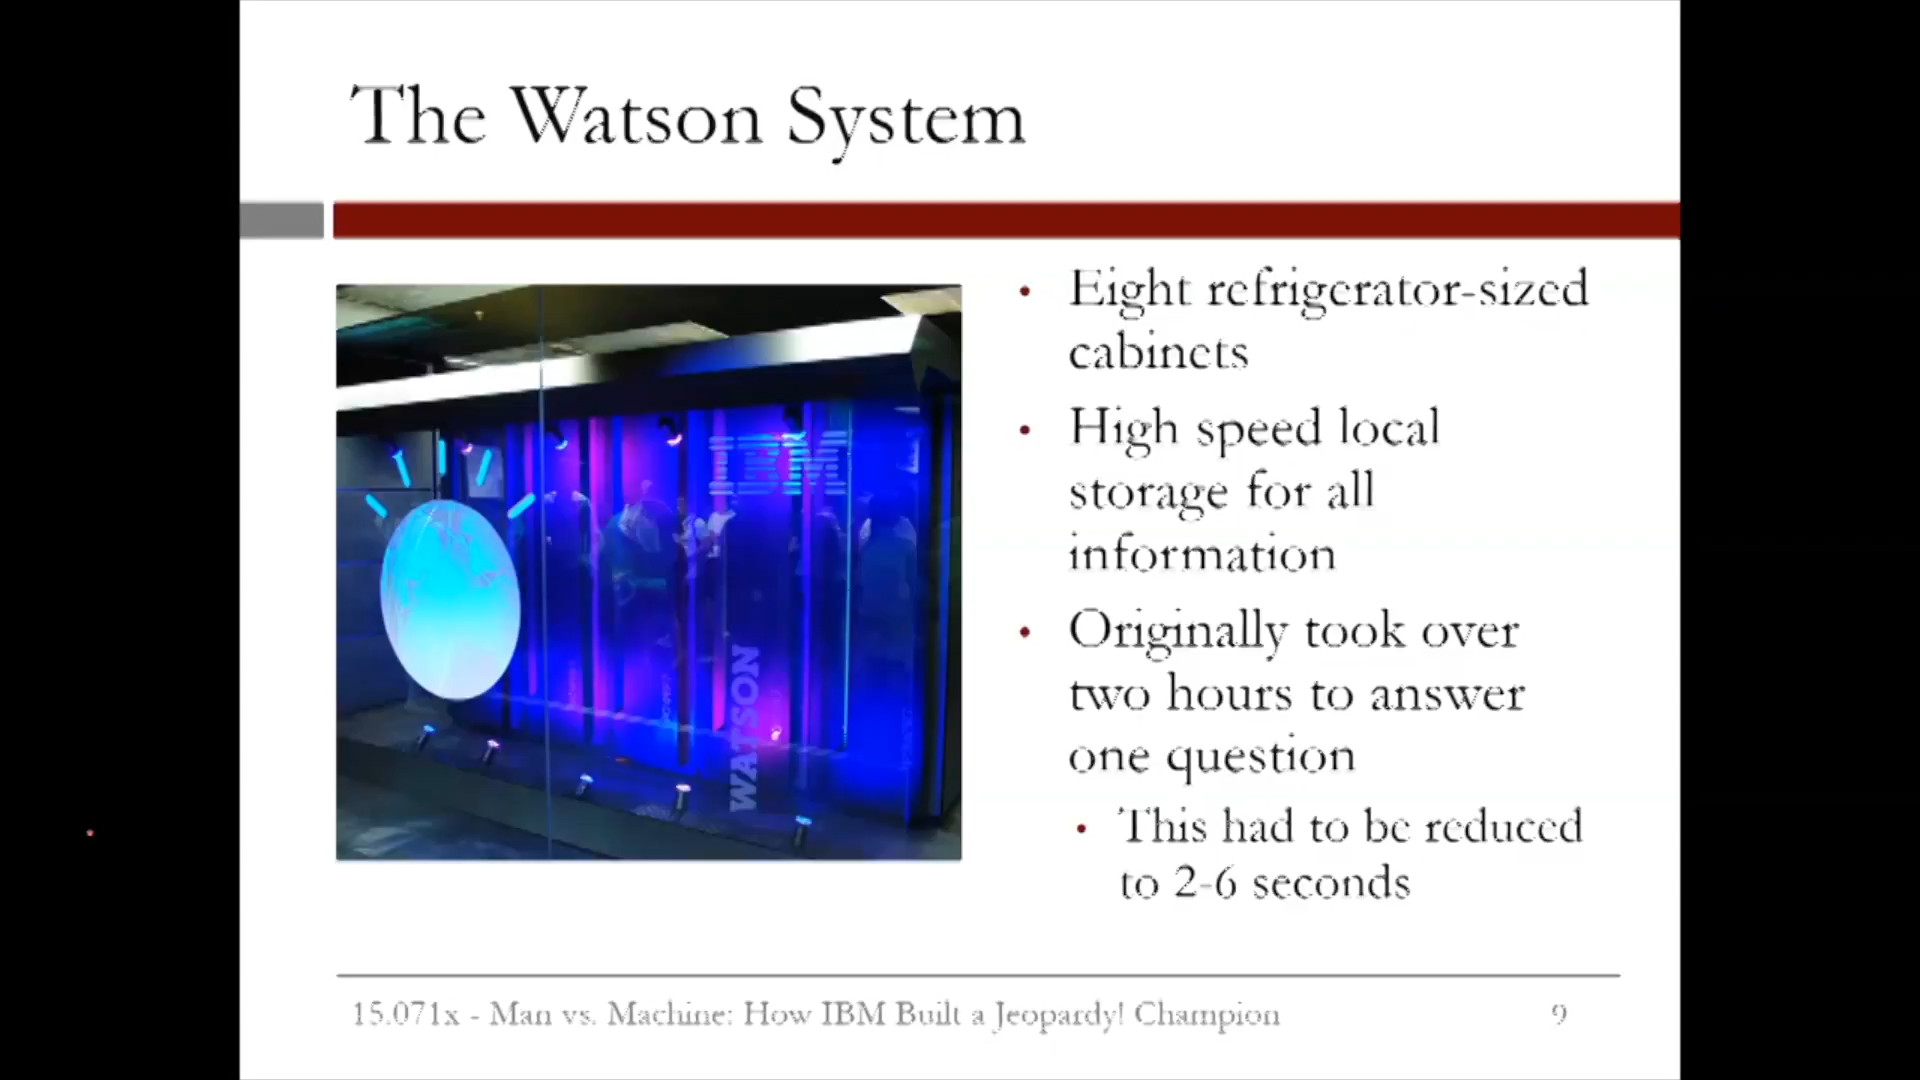 The Watson System
IBM
WATSON
• Eight refrigerator-sized
cabinets
• High speed local
storage for all
information
• Originally took over
two hours to answer
one question
• This had to be reduced
to 2-6 seconds
15.071x - Man vs. Machine: How IBM Built a Jeopardy! Champion 9